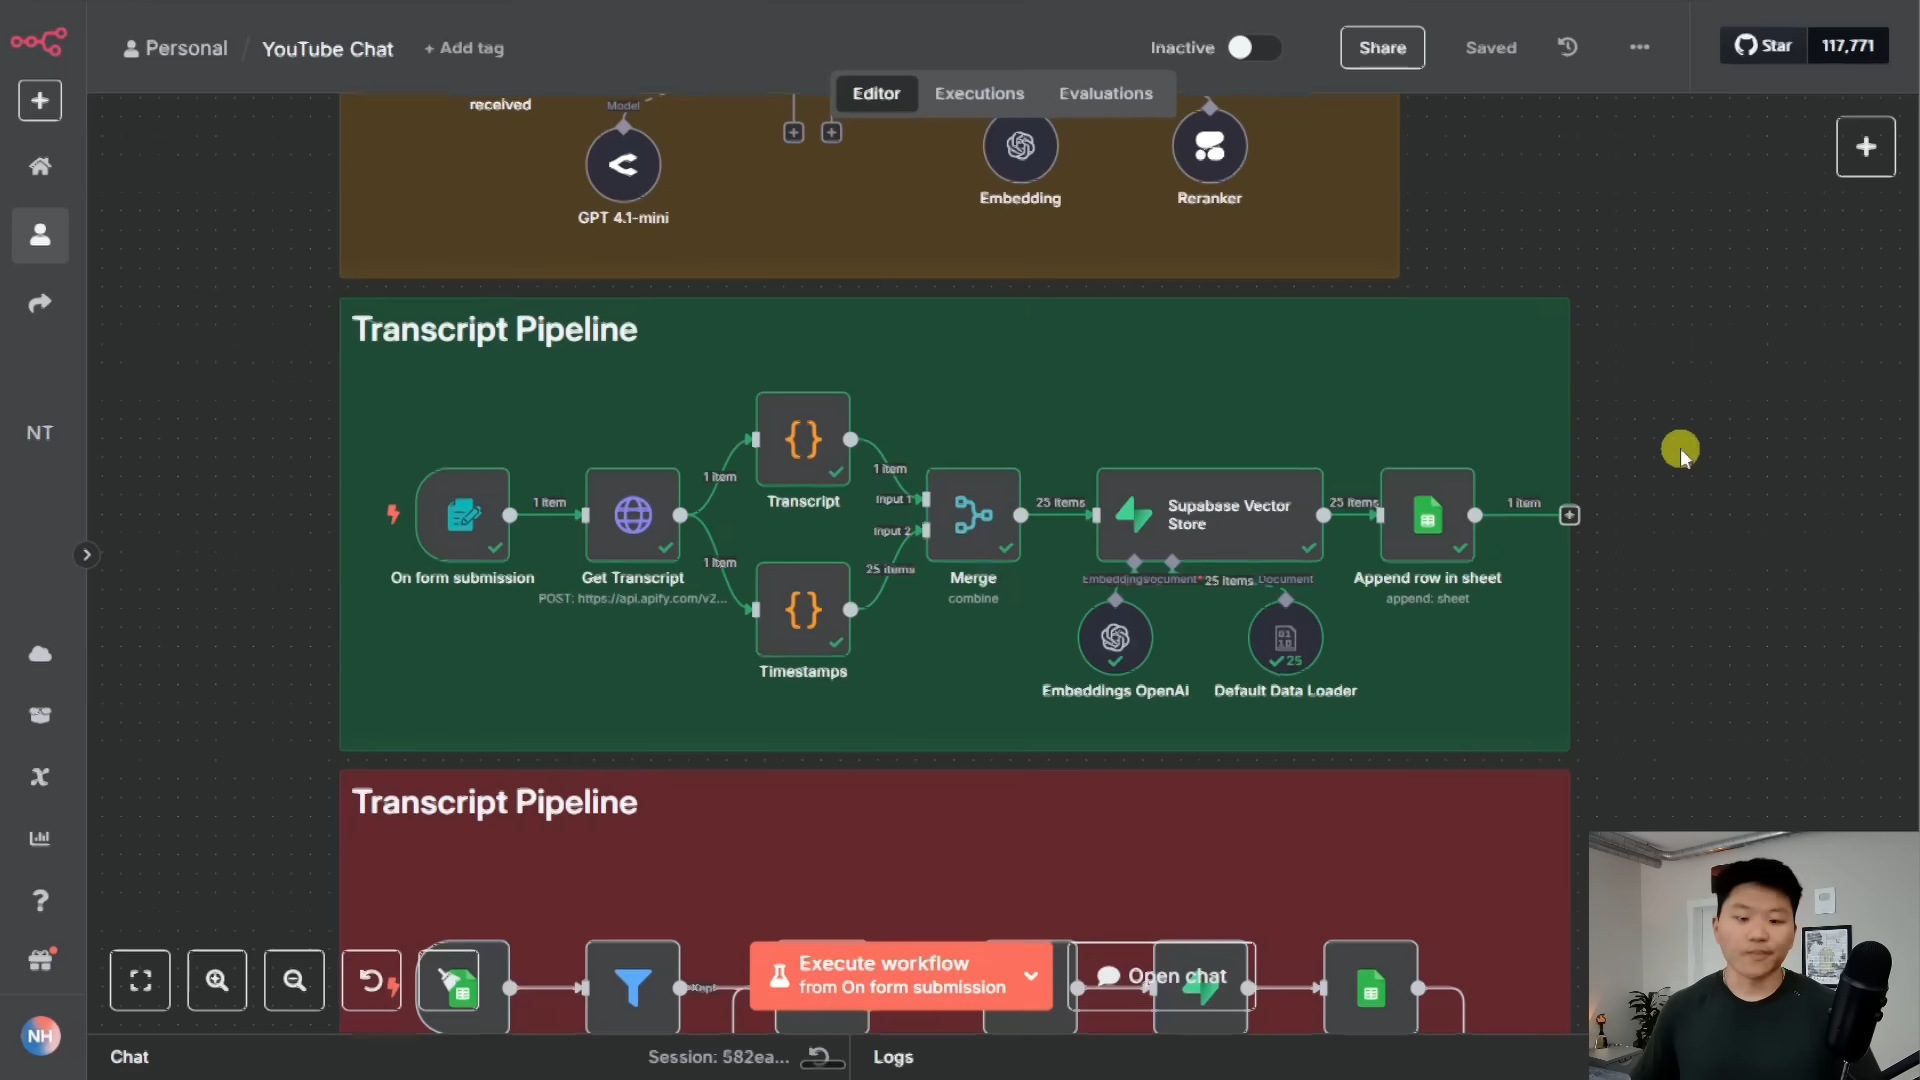 Personal / YouTube Chat + Add tag
Inactive
Share
Saved
Star 117,771
Editor Executions Evaluations
received
Model
GPT 4.1-mini
Embedding
Reranker
Transcript Pipeline
1 item
1 item
1 item
Transcript
1 item
Input 1
Input 2
25 items
25 items
Supabase Vector
Store
25 items
1 item
On form submission
Get Transcript
POST: https://api.apify.com/v2...
Timestamps
Merge
combine
Append row in sheet
append: sheet
25 items
Document
Embeddings OpenAI
25
Default Data Loader
NT
Transcript Pipeline
Execute workflow
from On form submission
Open chat
NH
Chat
Session: 582ea...
Logs